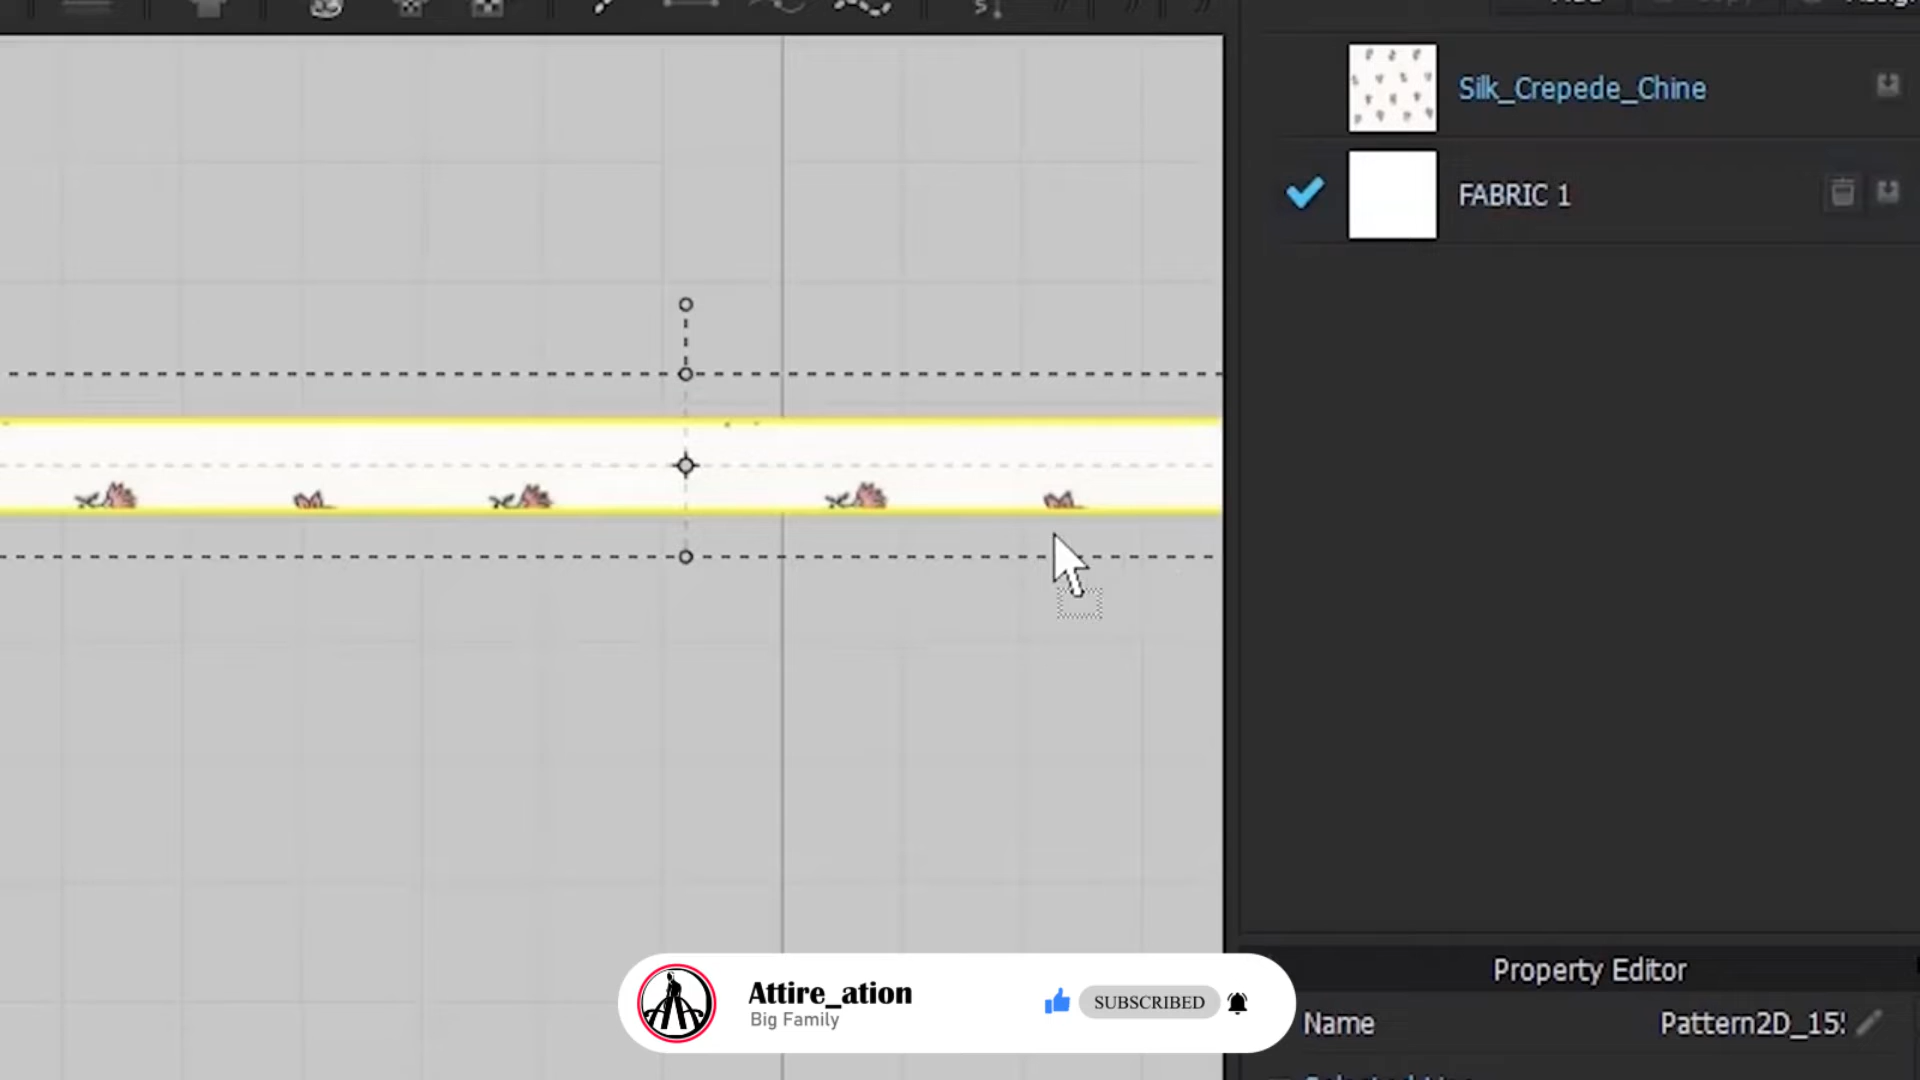 Silk_Crepede_Chine
FABRIC 1
Property Editor
Name
Pattern2D_15
Attire_ation
Big Family
SUBSCRIBED